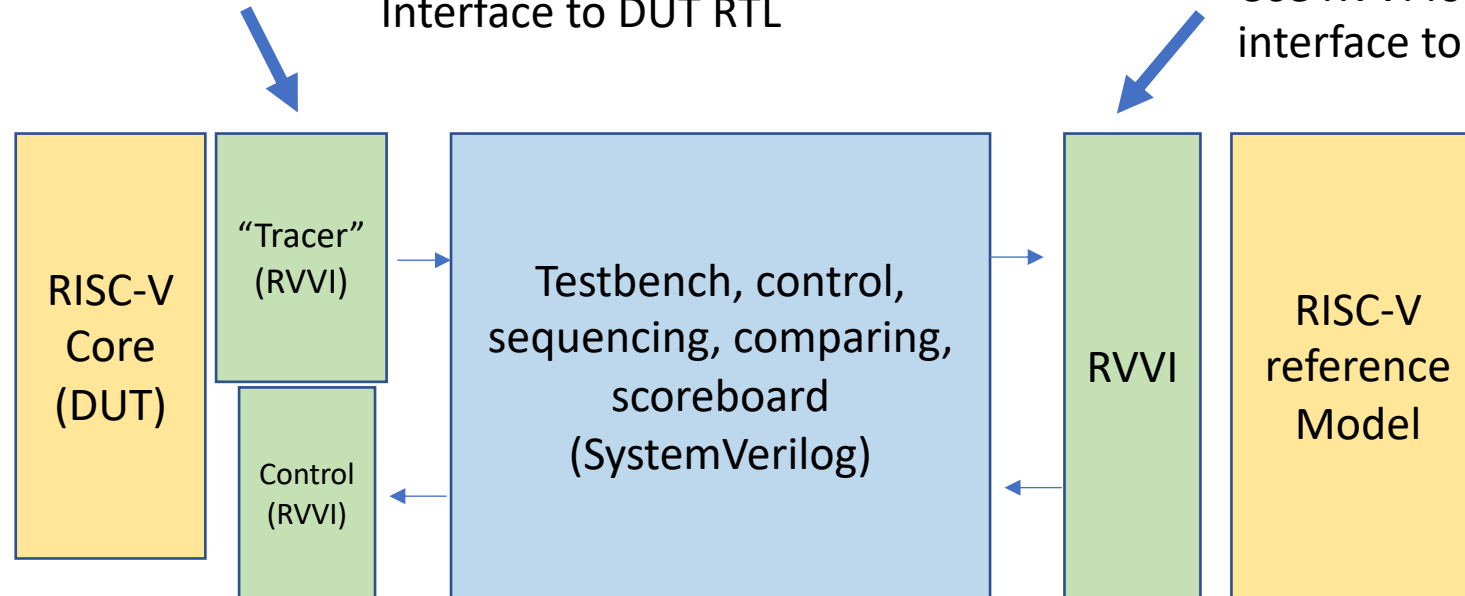 Interface to DUT RTL
interface to
"Tracer"
(RVVI)
RISC-V
Core
(DUT)
Control
(RVVI)
Testbench, control,
sequencing, comparing,
scoreboard
(SystemVerilog)
RVVI
RISC-V
reference
Model